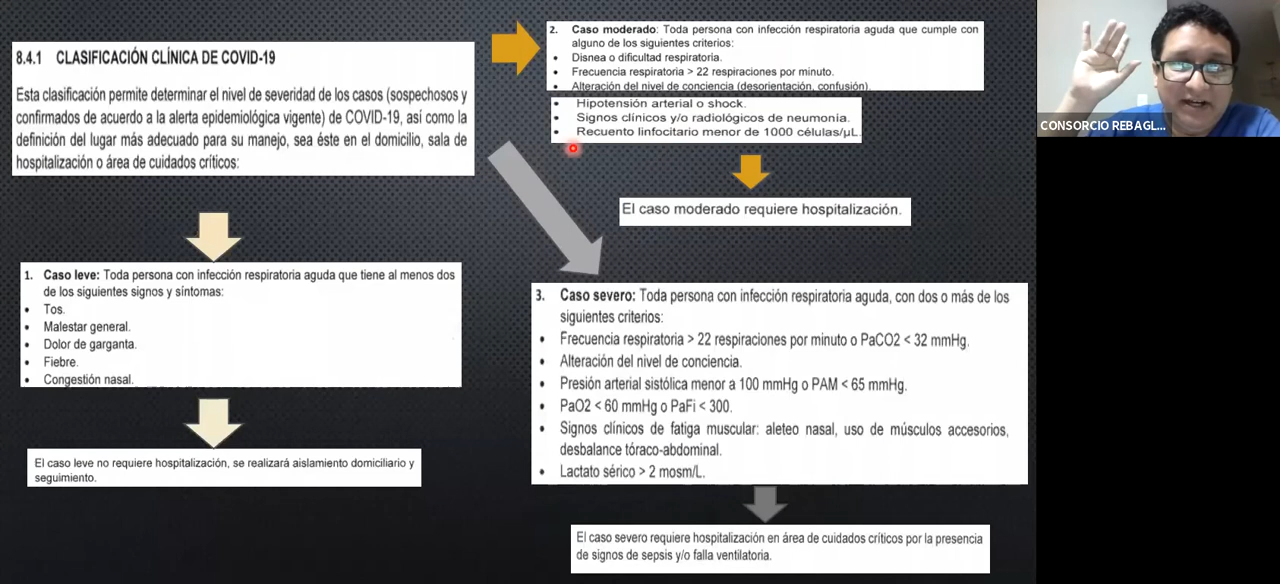 8.4.1 CLASIFICACIÓN CLÍNICA DE COVID-19
Esta clasificación permite determinar el nivel de severidad de los casos (sospechosos y
confirmados de acuerdo a la alerta epidemiológica vigente) de COVID-19, así como la
definición del lugar más adecuado para su manejo, sea éste en el domicilio, sala de
hospitalización o área de cuidados críticos:
1. Caso leve: Toda persona con infección respiratoria aguda que tiene al menos dos
de los siguientes signos y síntomas:
• Tos.
• Malestar general.
• Dolor de garganta.
• Fiebre.
• Congestión nasal.
El caso leve no requiere hospitalización, se realizará aislamiento domiciliario y
seguimiento.
2. Caso moderado: Toda persona con infección respiratoria aguda que cumple con
alguno de los siguientes criterios:
• Disnea o dificultad respiratoria.
• Frecuencia respiratoria > 22 respiraciones por minuto.
• Alteración del nivel de conciencia (desorientación, confusión)
• Hipotensión arterial o shock.
• Signos clínicos y/o radiológicos de neumonía.
• Recuento linfocitario menor de 1000 células/µL.
El caso moderado requiere hospitalización.
3. Caso severo: Toda persona con infección respiratoria aguda, con dos o más de los
siguientes criterios:
• Frecuencia respiratoria > 22 respiraciones por minuto o PaCO2 < 32 mmHg.
• Alteración del nivel de conciencia.
• Presión arterial sistólica menor a 100 mmHg o PAM < 65 mmHg.
• PaO2 < 60 mmHg o PaFi < 300.
• Signos clínicos de fatiga muscular: aleteo nasal, uso de músculos accesorios,
desbalance tóraco-abdominal.
• Lactato sérico > 2 mosm/L.
El caso severo requiere hospitalización en área de cuidados críticos por la presencia
de signos de sepsis y/o falla ventilatoria.
CONSORCIO REBAGL...